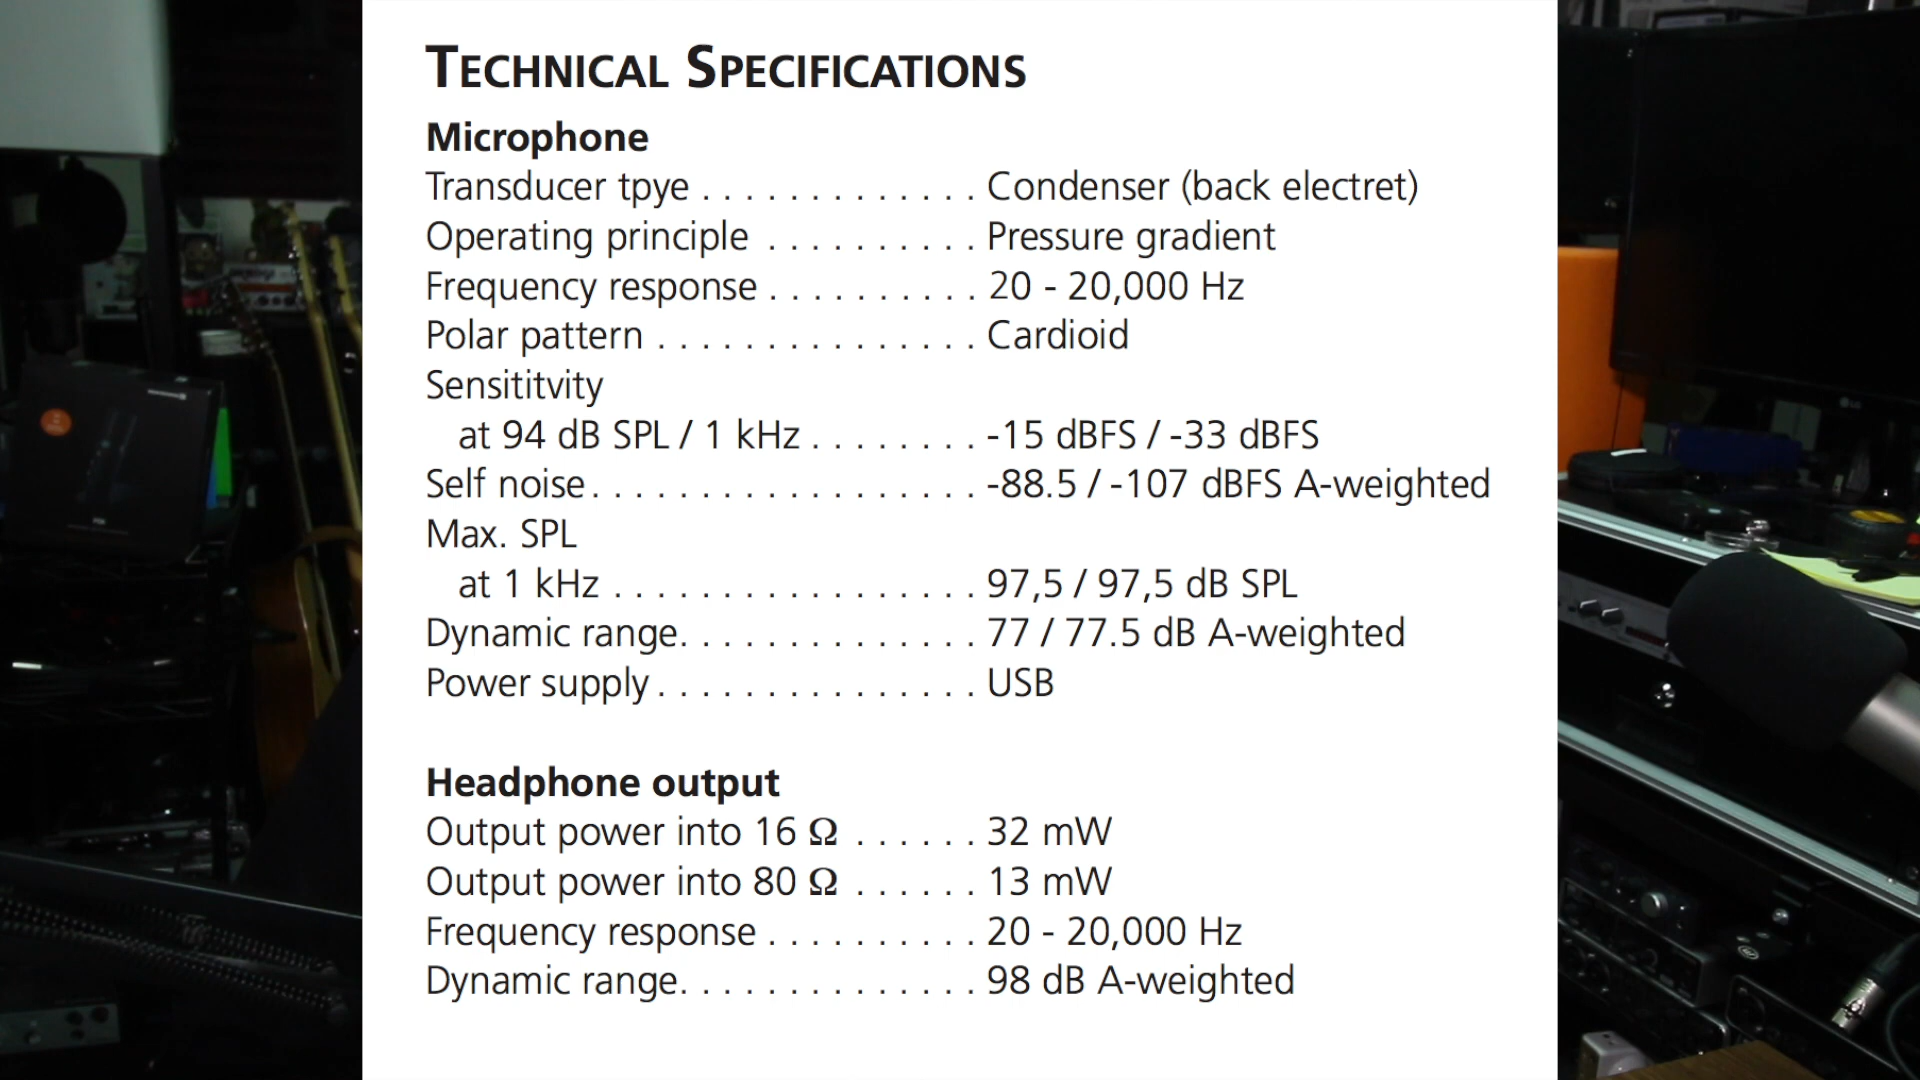 TECHNICAL SPECIFICATIONS
Microphone
Transducer tpye . . . . . . . . . . . . . Condenser (back electret)
Operating principle . . . . . . . . . . Pressure gradient
Frequency response . . . . . . . . . . 20 - 20,000 Hz
Polar pattern . . . . . . . . . . . . . . . Cardioid
Sensititvity
at 94 dB SPL / 1 kHz . . . . . . . . -15 dBFS / -33 dBFS
Self noise. . . . . . . . . . . . . . . . . . -88.5 / -107 dBFS A-weighted
Max. SPL
at 1 kHz . . . . . . . . . . . . . . . . . 97,5 / 97,5 dB SPL
Dynamic range. . . . . . . . . . . . . . 77 / 77.5 dB A-weighted
Power supply . . . . . . . . . . . . . . . USB
Headphone output
Output power into 16 Ω . . . . . . 32 mW
Output power into 80 Ω . . . . . . 13 mW
Frequency response . . . . . . . . . . 20 - 20,000 Hz
Dynamic range. . . . . . . . . . . . . . 98 dB A-weighted